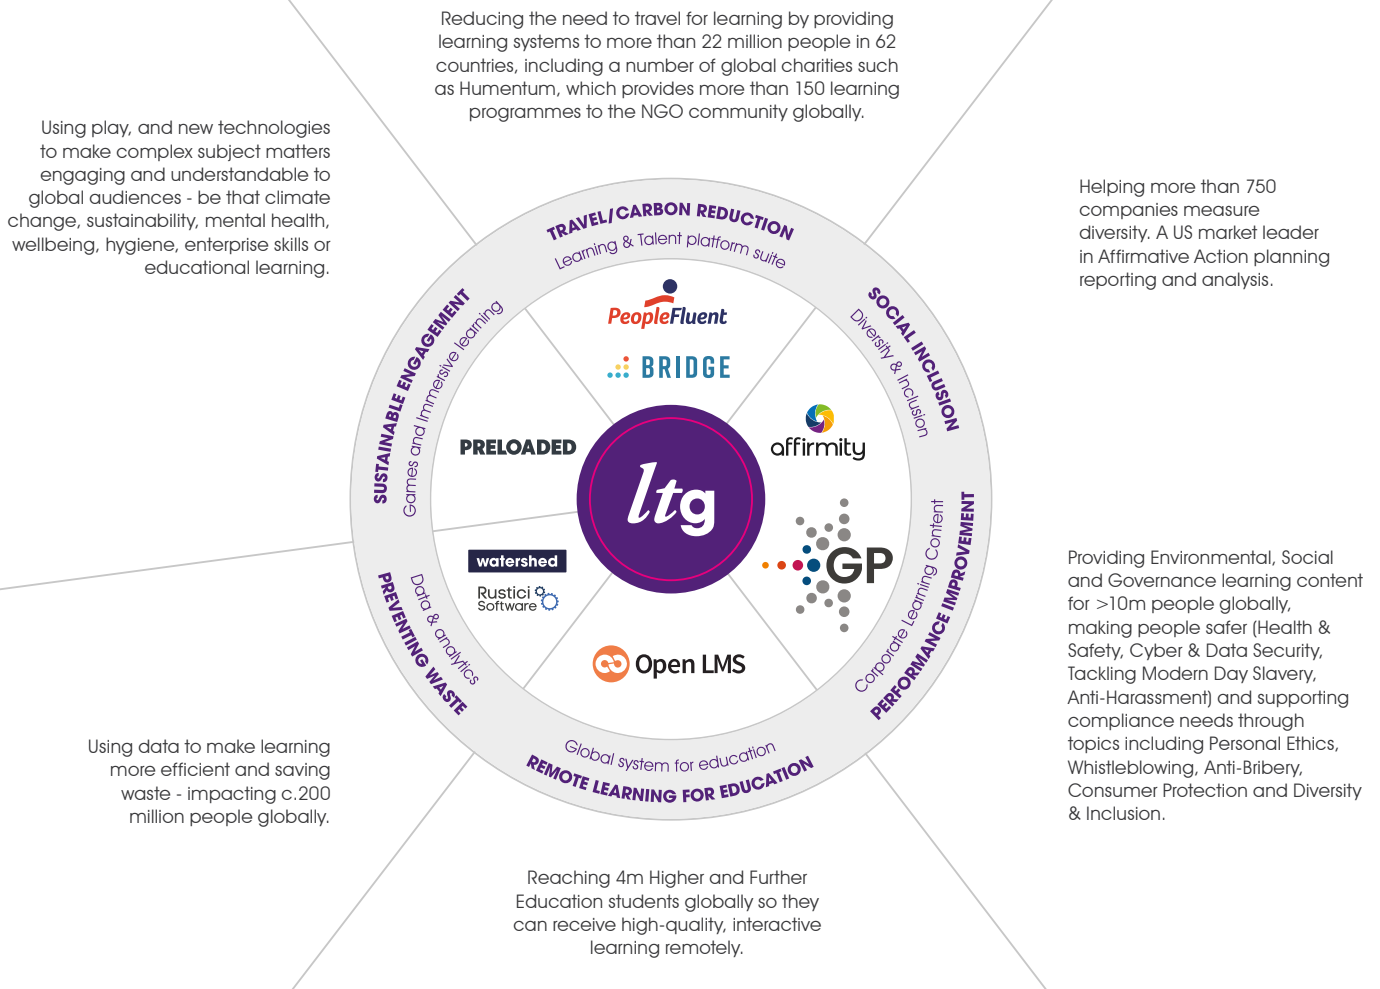 Reducing the need to travel for learning by providing
learning systems to more than 22 million people in 62
countries, including a number of global charities such
as Humentum, which provides more than 150 learning
programmes to the NGO community globally.
Using play, and new technologies
to make complex subject matters
engaging and understandable to
global audiences - be that climate
change, sustainability, mental health,
wellbeing, hygiene, enterprise skills or
educational learning.
Helping more than 750
companies measure
diversity. A US market leader
in Affirmative Action planning
reporting and analysis.
TRAVEL/CARBON REDUCTION
Learning & Talent platform suite
PeopleFluent
BRIDGE
SUSTAINABLE ENGAGEMENT
Games and Immersive learning
PRELOADED
SOCIAL INCLUSION
Diversity & Inclusion
affirmity
ltg
PERFORMANCE IMPROVEMENT
Corporate Learning Content
GP
PREVENTING WASTE
Data & analytics
watershed
Rustici
Software
Open LMS
Global system for education
REMOTE LEARNING FOR EDUCATION
Providing Environmental, Social
and Governance learning content
for >10m people globally,
making people safer (Health &
Safety, Cyber & Data Security,
Tackling Modern Day Slavery,
Anti-Harassment) and supporting
compliance needs through
topics including Personal Ethics,
Whistleblowing, Anti-Bribery,
Consumer Protection and Diversity
& Inclusion.
Using data to make learning
more efficient and saving
waste - impacting c.200
million people globally.
Reaching 4m Higher and Further
Education students globally so they
can receive high-quality, interactive
learning remotely.